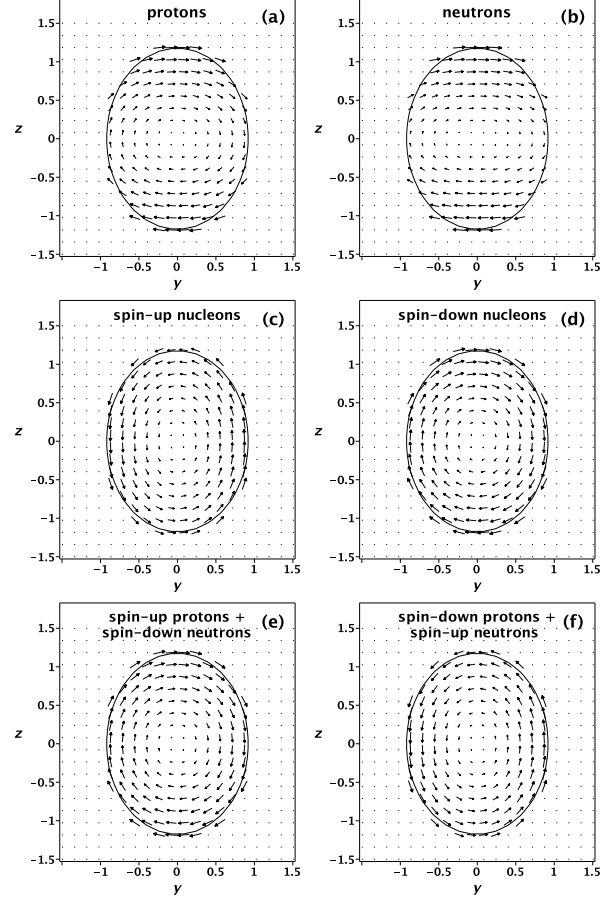 protons (a)
neutrons (b)
1.5
1
0.5
z 0
−0.5
−1
−1.5
−1 −0.5 0 0.5 1 1.5
y
1.5
1
0.5
z 0
−0.5
−1
−1.5
−1 −0.5 0 0.5 1 1.5
y
spin-up nucleons (c)
spin-down nucleons (d)
1.5
1
0.5
z 0
−0.5
−1
−1.5
−1 −0.5 0 0.5 1 1.5
y
1.5
1
0.5
z 0
−0.5
−1
−1.5
−1 −0.5 0 0.5 1 1.5
y
spin-up protons + (e)
spin-down neutrons
spin-down protons + (f)
spin-up neutrons
1.5
1
0.5
z 0
−0.5
−1
−1.5
−1 −0.5 0 0.5 1 1.5
y
1.5
1
0.5
z 0
−0.5
−1
−1.5
−1 −0.5 0 0.5 1 1.5
y